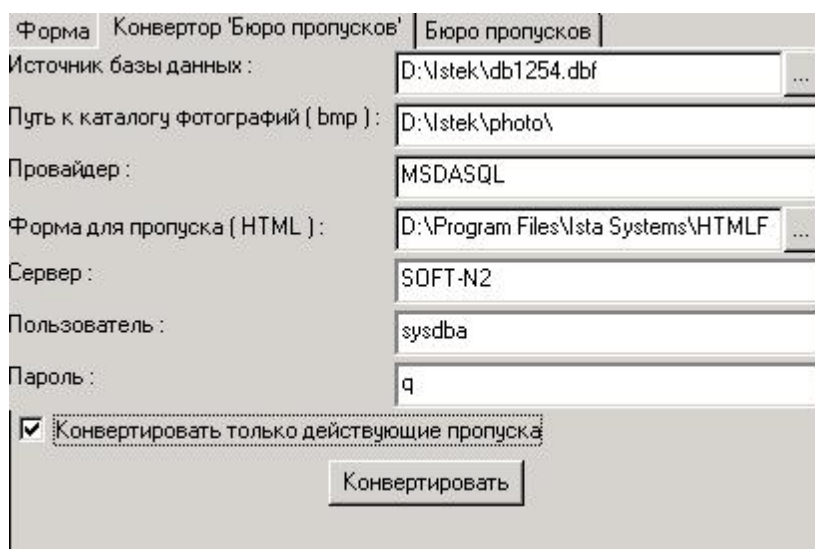 Форма Конвертор 'Бюро пропусков' Бюро пропусков
Источник базы данных : D:\Istek\db1254.dbf ...
Путь к каталогу фотографий ( bmp ) : D:\Istek\photo\
Провайдер : MSDASQL
Форма для пропуска ( HTML ) : D:\Program Files\Ista Systems\HTMLF ...
Сервер : SOFT-N2
Пользователь : sysdba
Пароль : q
Конвертировать только действующие пропуска
Конвертировать